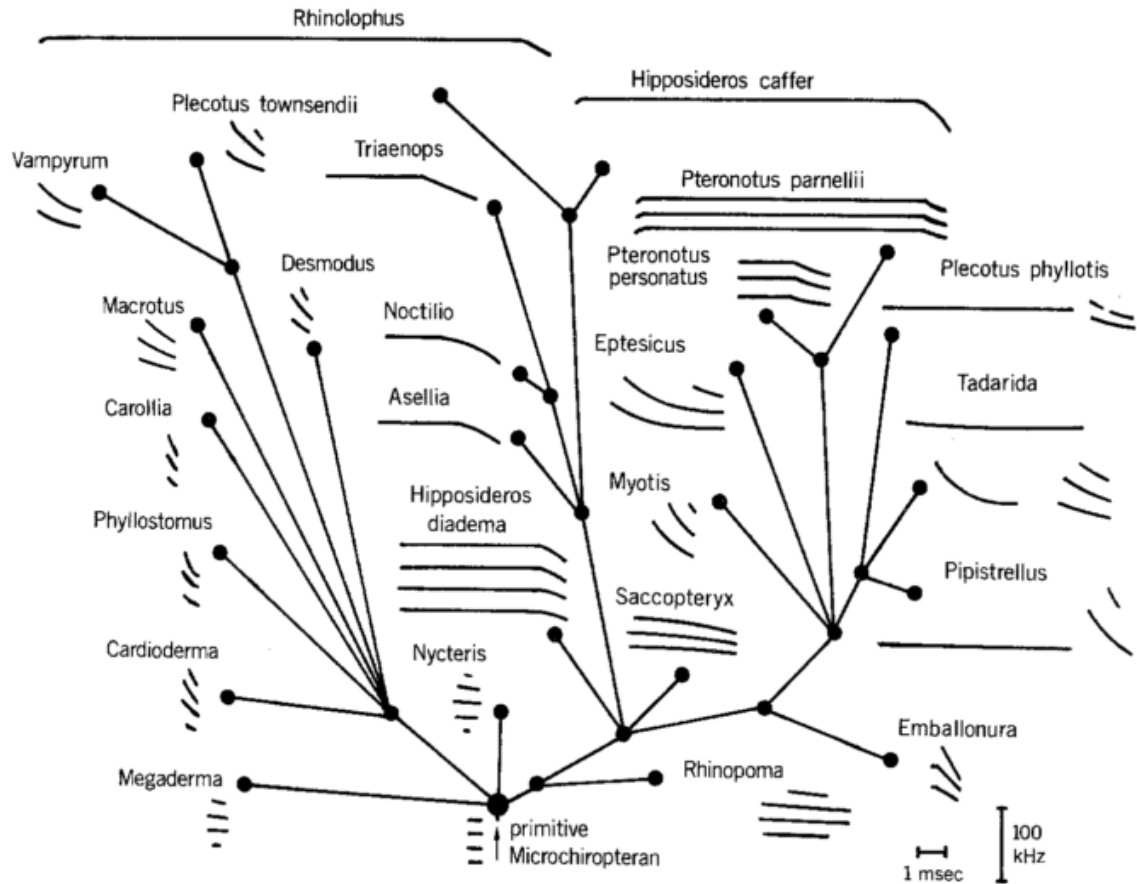 Rhinolophus
Hipposideros caffer
Plecotus townsendii
Vampyrum
Triaenops
Pteronotus parnellii
Desmodus
Pteronotus
personatus
Plecotus phyllotis
Macrotus
Noctilio
Eptesicus
Tadarida
Carollia
Asellia
Hipposideros
diadema
Myotis
Phyllostomus
Pipistrellus
Saccopteryx
Cardioderma
Nycteris
Emballonura
Megaderma
Rhinopoma
primitive
Microchiropteran
100
kHz
1 msec